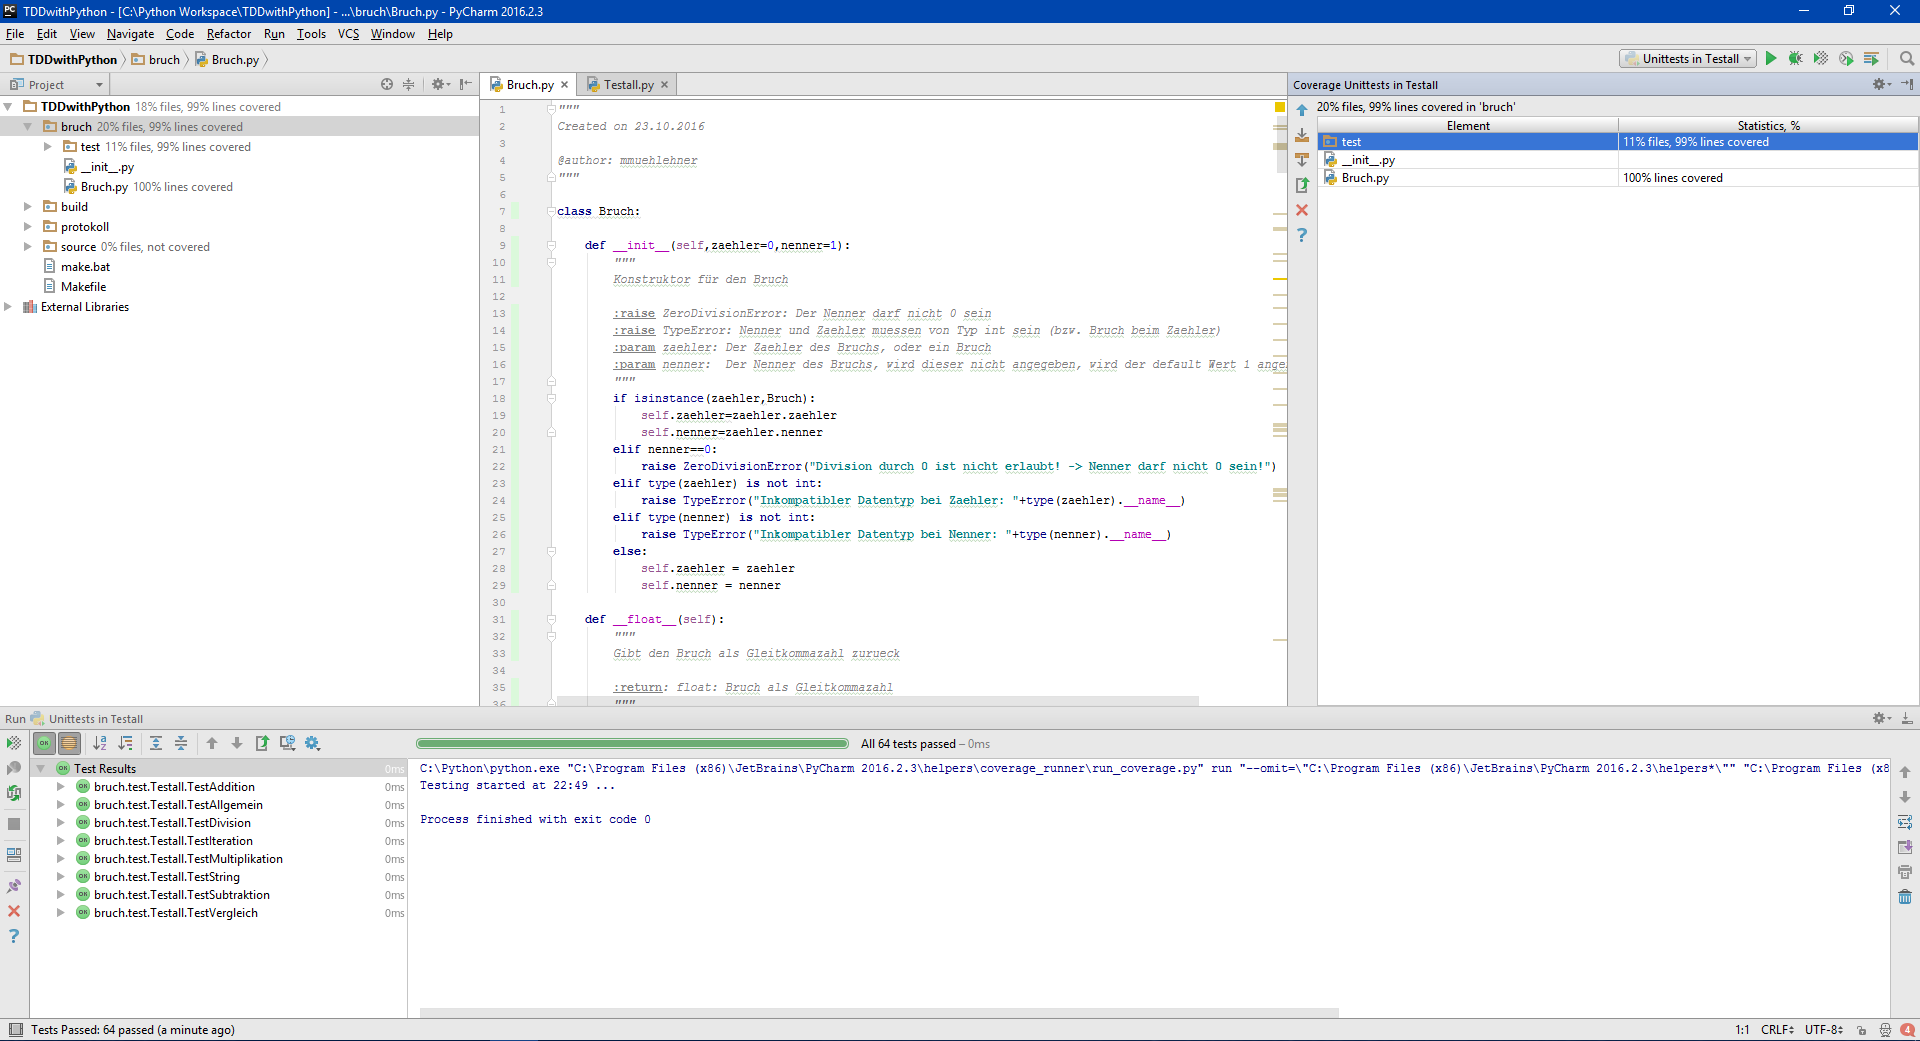 TDDwithPython - [C:\Python Workspace\TDDwithPython] - ...\bruch\Bruch.py - PyCharm 2016.2.3
File Edit View Navigate Code Refactor Run Tools VCS Window Help
TDDwithPython bruch Bruch.py
Unittests in Testall
Project
TDDwithPython 18% files, 99% lines covered
bruch 20% files, 99% lines covered
test 11% files, 99% lines covered
__init__.py
Bruch.py 100% lines covered
build
protokoll
source 0% files, not covered
make.bat
Makefile
External Libraries
Bruch.py Testall.py
1 """
2 Created on 23.10.2016
3
4 @author: mmuehlehner
5 """
6
7 class Bruch:
8
9 def __init__(self,zaehler=0,nenner=1):
10 """
11 Konstruktor für den Bruch
12
13 :raise ZeroDivisionError: Der Nenner darf nicht 0 sein
14 :raise TypeError: Nenner und Zaehler muessen von Typ int sein (bzw. Bruch beim Zaehler)
15 :param zaehler: Der Zaehler des Bruchs, oder ein Bruch
16 :param nenner: Der Nenner des Bruchs, wird dieser nicht angegeben, wird der default Wert 1 ange
17 """
18 if isinstance(zaehler,Bruch):
19 self.zaehler=zaehler.zaehler
20 self.nenner=zaehler.nenner
21 elif nenner==0:
22 raise ZeroDivisionError("Division durch 0 ist nicht erlaubt! -> Nenner darf nicht 0 sein!")
23 elif type(zaehler) is not int:
24 raise TypeError("Inkompatibler Datentyp bei Zaehler: "+type(zaehler).__name__)
25 elif type(nenner) is not int:
26 raise TypeError("Inkompatibler Datentyp bei Nenner: "+type(nenner).__name__)
27 else:
28 self.zaehler = zaehler
29 self.nenner = nenner
30
31 def __float__(self):
32 """
33 Gibt den Bruch als Gleitkommazahl zurueck
34
35 :return: float: Bruch als Gleitkommazahl
36 """
Coverage Unittests in Testall
20% files, 99% lines covered in 'bruch'
Element Statistics, %
test 11% files, 99% lines covered
__init__.py
Bruch.py 100% lines covered
Run Unittests in Testall
All 64 tests passed – 0ms
Test Results 0ms
bruch.test.Testall.TestAddition 0ms
bruch.test.Testall.TestAllgemein 0ms
bruch.test.Testall.TestDivision 0ms
bruch.test.Testall.TestIteration 0ms
bruch.test.Testall.TestMultiplikation 0ms
bruch.test.Testall.TestString 0ms
bruch.test.Testall.TestSubtraktion 0ms
bruch.test.Testall.TestVergleich 0ms
C:\Python\python.exe "C:\Program Files (x86)\JetBrains\PyCharm 2016.2.3\helpers\coverage_runner\run_coverage.py" run "--omit=\"C:\Program Files (x86)\JetBrains\PyCharm 2016.2.3\helpers*\"" "C:\Program Files (x8
Testing started at 22:49 ...
Process finished with exit code 0
Tests Passed: 64 passed (a minute ago)
1:1 CRLF UTF-8 4